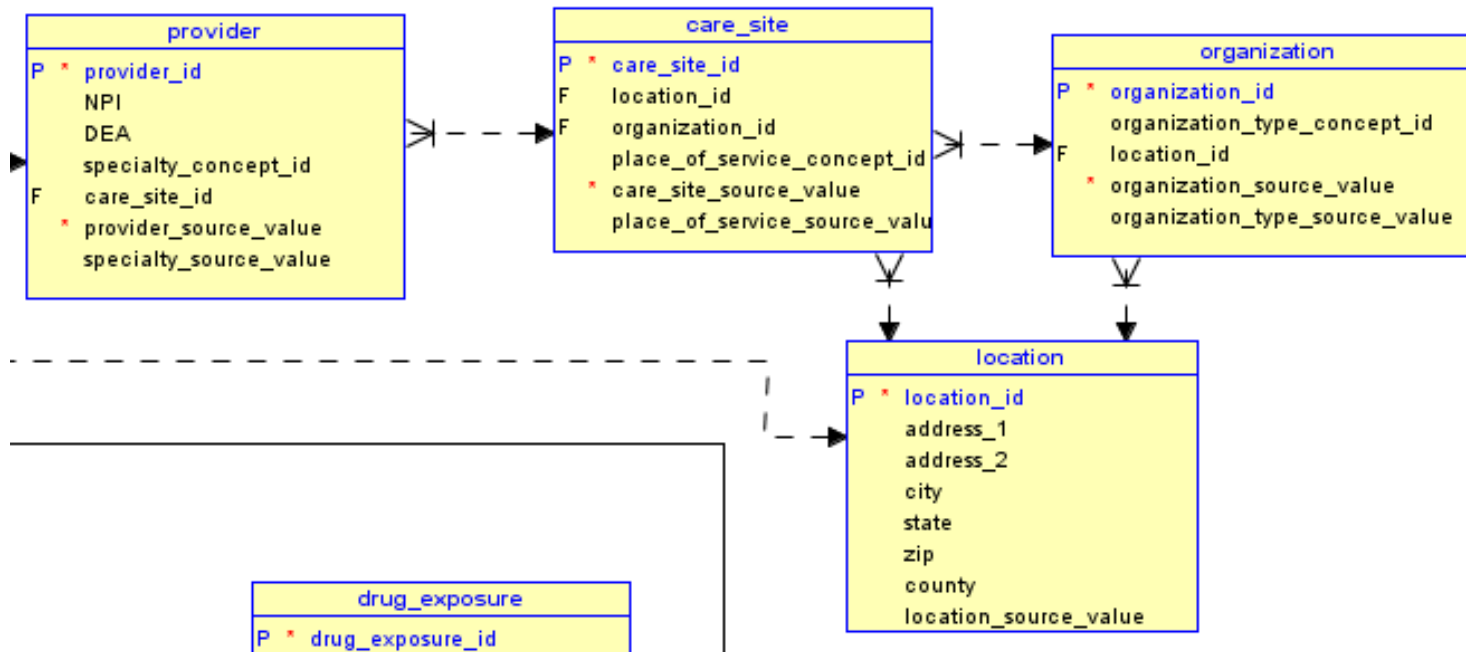 provider
P * provider_id
NPI
DEA
specialty_concept_id
F care_site_id
* provider_source_value
specialty_source_value
care_site
P * care_site_id
F location_id
F organization_id
place_of_service_concept_id
* care_site_source_value
place_of_service_source_valu
organization
P * organization_id
organization_type_concept_id
F location_id
* organization_source_value
organization_type_source_value
location
P * location_id
address_1
address_2
city
state
zip
county
location_source_value
drug_exposure
P * drug_exposure_id